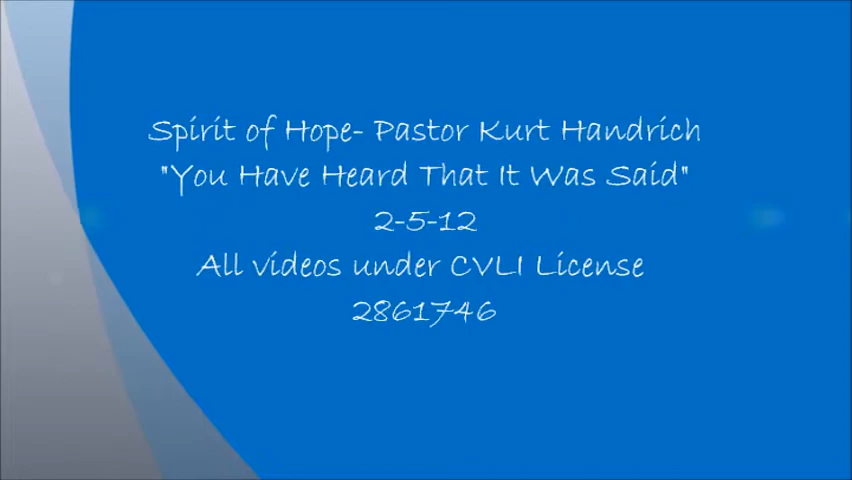 Spirit of Hope- Pastor Kurt Handrich
"You Have Heard That It Was Said"
2-5-12
All videos under CVLI License
2861746